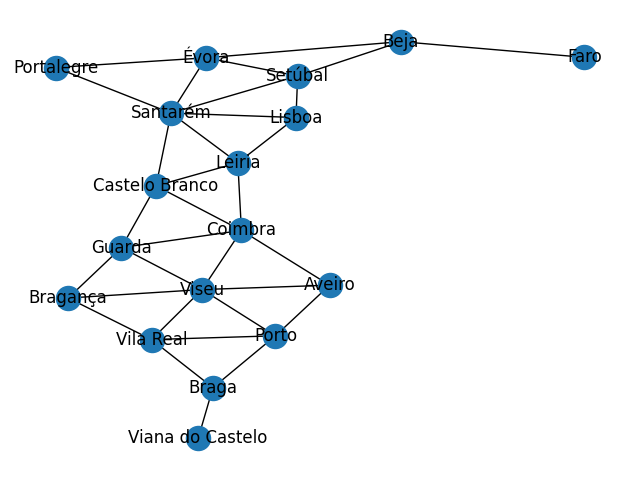 Beja
Faro
Évora
Portalegre
Setúbal
Santarém
Lisboa
Leiria
Castelo Branco
Coimbra
Guarda
Aveiro
Viseu
Bragança
Porto
Vila Real
Braga
Viana do Castelo